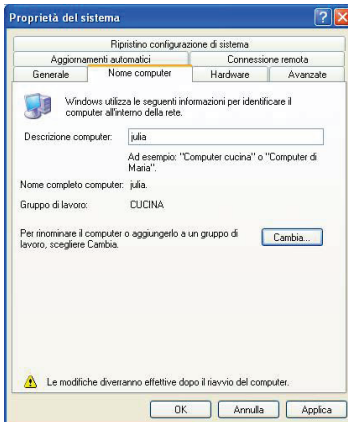 Proprietà del sistema
Ripristino configurazione di sistema
Aggiornamenti automatici Connessione remota
Generale Nome computer Hardware Avanzate
Windows utilizza le seguenti informazioni per identificare il
computer all'interno della rete.
Descrizione computer: julia
Ad esempio: "Computer cucina" o "Computer di
Maria".
Nome completo computer: julia.
Gruppo di lavoro: CUCINA
Per rinominare il computer o aggiungerlo a un gruppo di
lavoro, scegliere Cambia.
Cambia...
Le modifiche diverranno effettive dopo il riavvio del computer.
OK Annulla Applica